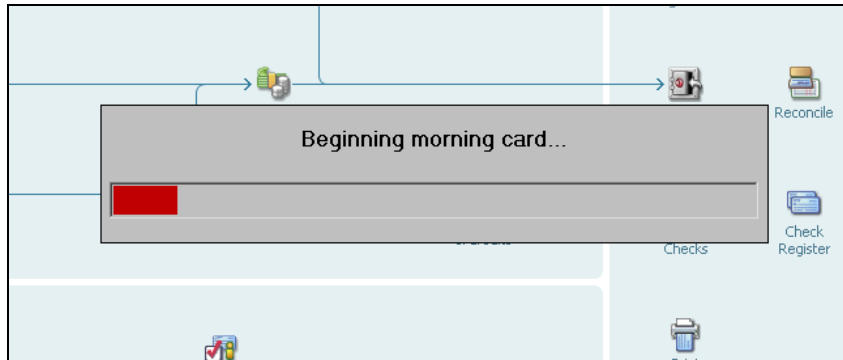 Beginning morning card...
Reconcile
Checks
Check
Register